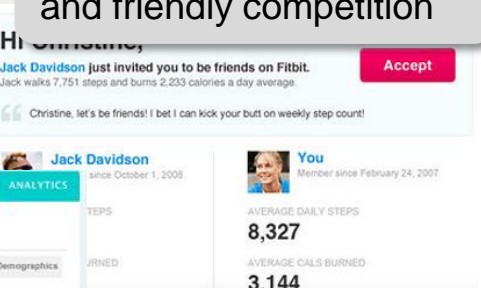 and friendly competition
Hi Christine,
Jack Davidson just invited you to be friends on Fitbit.
Jack walks 7,751 steps and burns 2,233 calories a day average.
Accept
Christine, let's be friends! I bet I can kick your butt on weekly step count!
Jack Davidson
since October 1, 2008
You
Member since February 24, 2007
ANALYTICS
TEPS
AVERAGE DAILY STEPS
8,327
Demographics
URNED
AVERAGE CALS BURNED
3,144